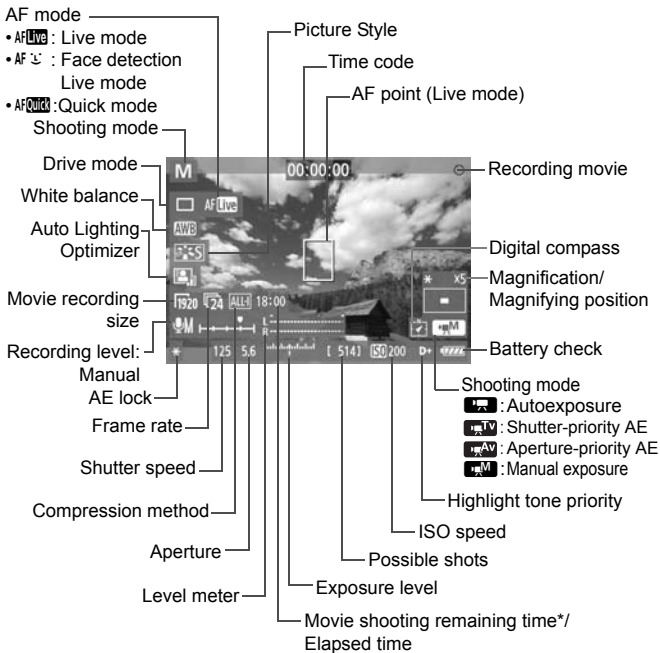 AF mode
• AF Live : Live mode
• AF : Face detection
Live mode
• AF Quick :Quick mode
Shooting mode
Drive mode
White balance
Auto Lighting
Optimizer
Movie recording
size
Recording level:
Manual
AE lock
Frame rate
Shutter speed
Compression method
Aperture
Level meter
Picture Style
Time code
AF point (Live mode)
Recording movie
Digital compass
Magnification/
Magnifying position
Battery check
Shooting mode
: Autoexposure
Tv : Shutter-priority AE
Av : Aperture-priority AE
M : Manual exposure
Highlight tone priority
ISO speed
Possible shots
Exposure level
Movie shooting remaining time*/
Elapsed time
M
00:00:00
AF Live
AWB
S
1920 24 ALL-I 18:00
M
L
R
* x5
M
* 125 5.6 [ 514] ISO 200 D+